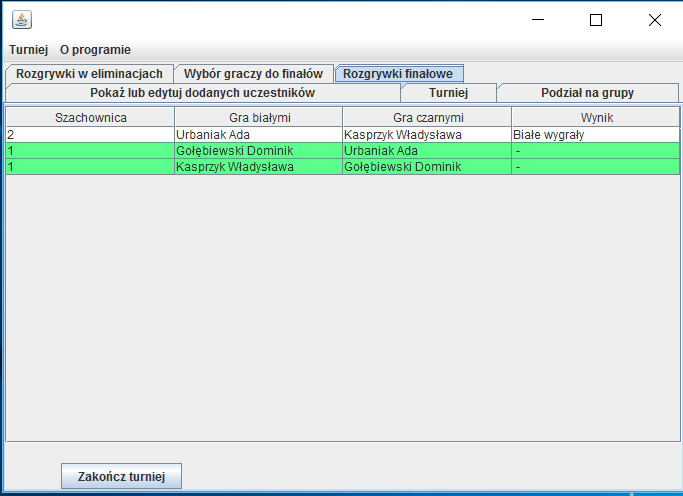 Turniej O programie
Rozgrywki w eliminacjach Wybór graczy do finałów Rozgrywki finałowe
Pokaż lub edytuj dodanych uczestników Turniej Podział na grupy
Szachownica Gra białymi Gra czarnymi Wynik
2 Urbaniak Ada Kasprzyk Władysława Białe wygrały
1 Gołębiewski Dominik Urbaniak Ada -
1 Kasprzyk Władysława Gołębiewski Dominik -
Zakończ turniej